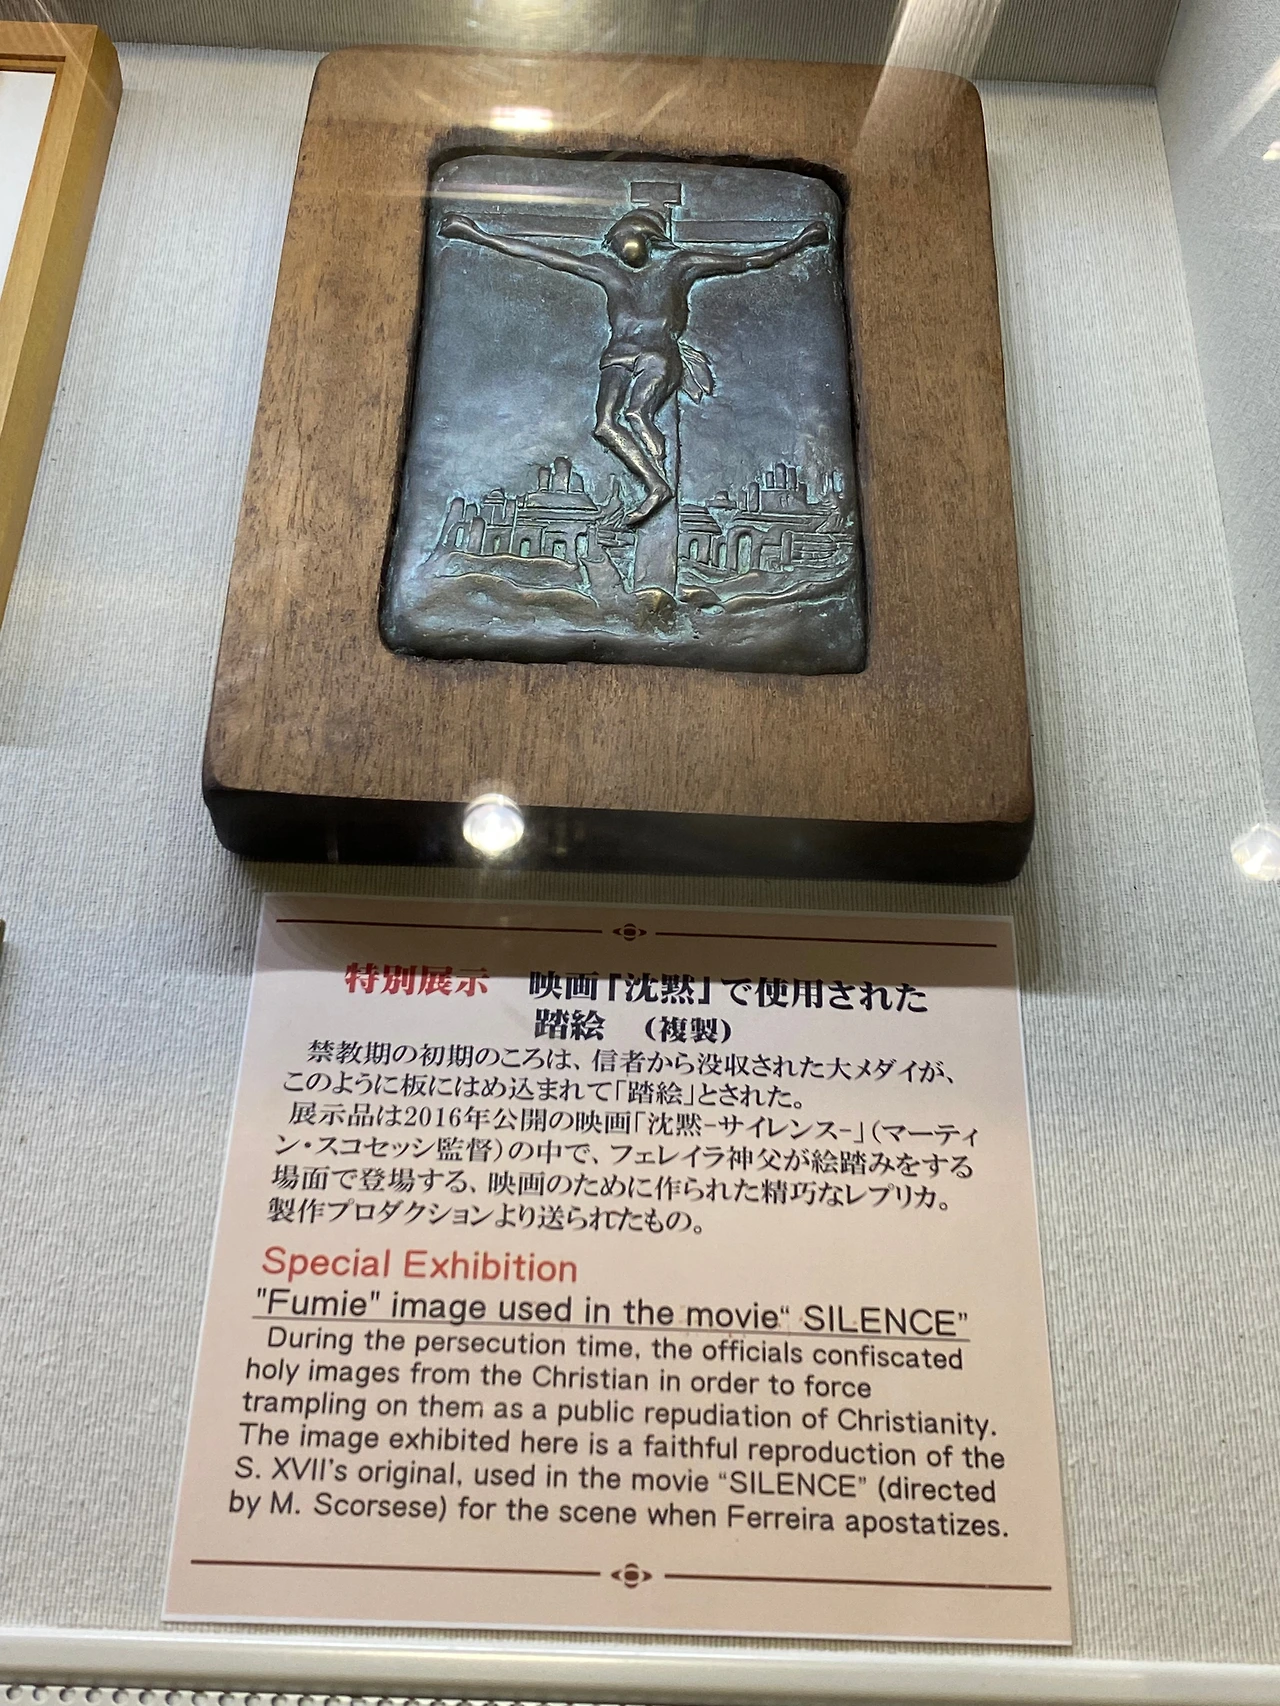 特別展示　映画「沈黙」で使用された
踏絵　（複製）
禁教期の初期のころは、信者から没収された大メダイが、
このように板にはめ込まれて「踏絵」とされた。
展示品は2016年公開の映画「沈黙-サイレンス-」（マーティ
ン・スコセッシ監督）の中で、フェレイラ神父が絵踏みをする
場面で登場する、映画のために作られた精巧なレプリカ。
製作プロダクションより送られたもの。
Special Exhibition
"Fumie" image used in the movie“ SILENCE”
During the persecution time, the officials confiscated
holy images from the Christian in order to force
trampling on them as a public repudiation of Christianity.
The image exhibited here is a faithful reproduction of the
S. XVII's original, used in the movie “SILENCE” (directed
by M. Scorsese) for the scene when Ferreira apostatizes.